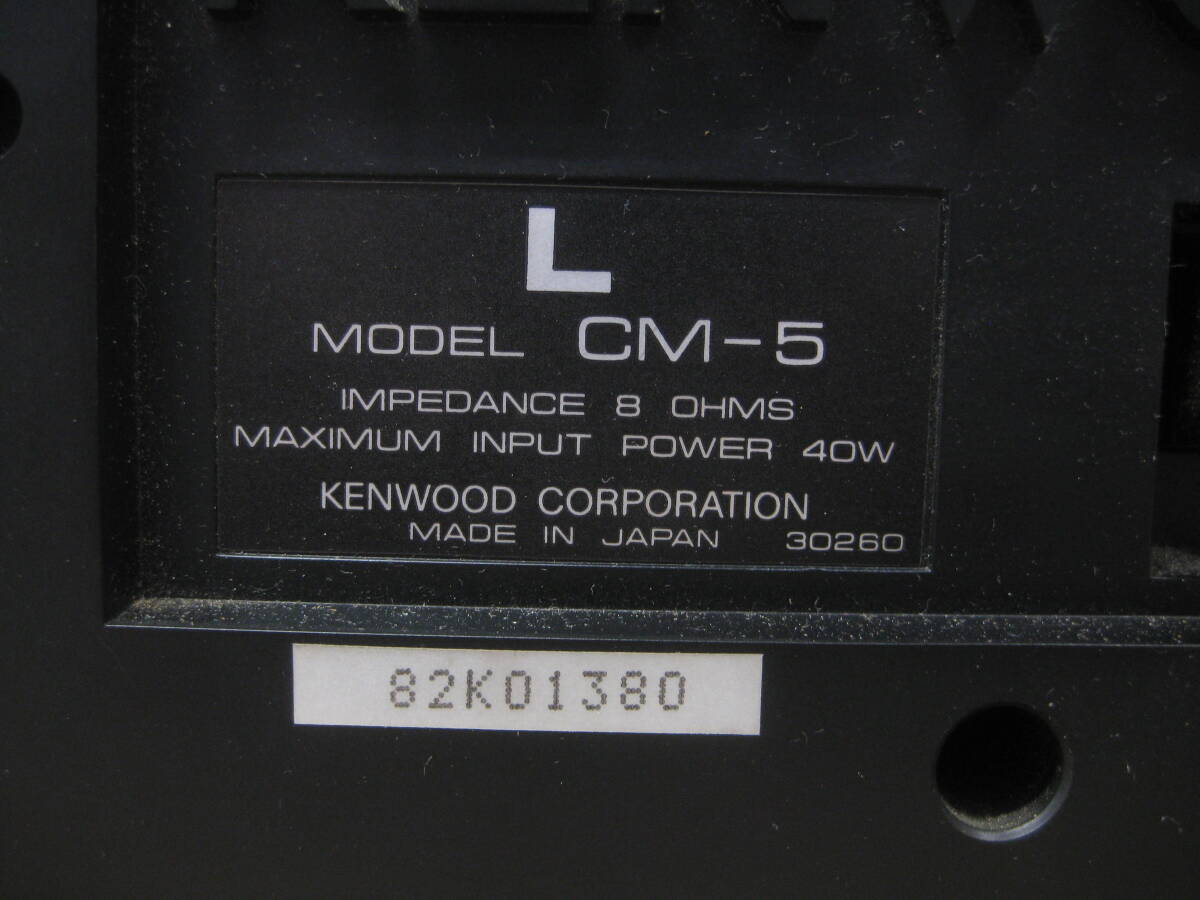 L
MODEL CM-5
IMPEDANCE 8 OHMS
MAXIMUM INPUT POWER 40W
KENWOOD CORPORATION
MADE IN JAPAN 30260
82K01380